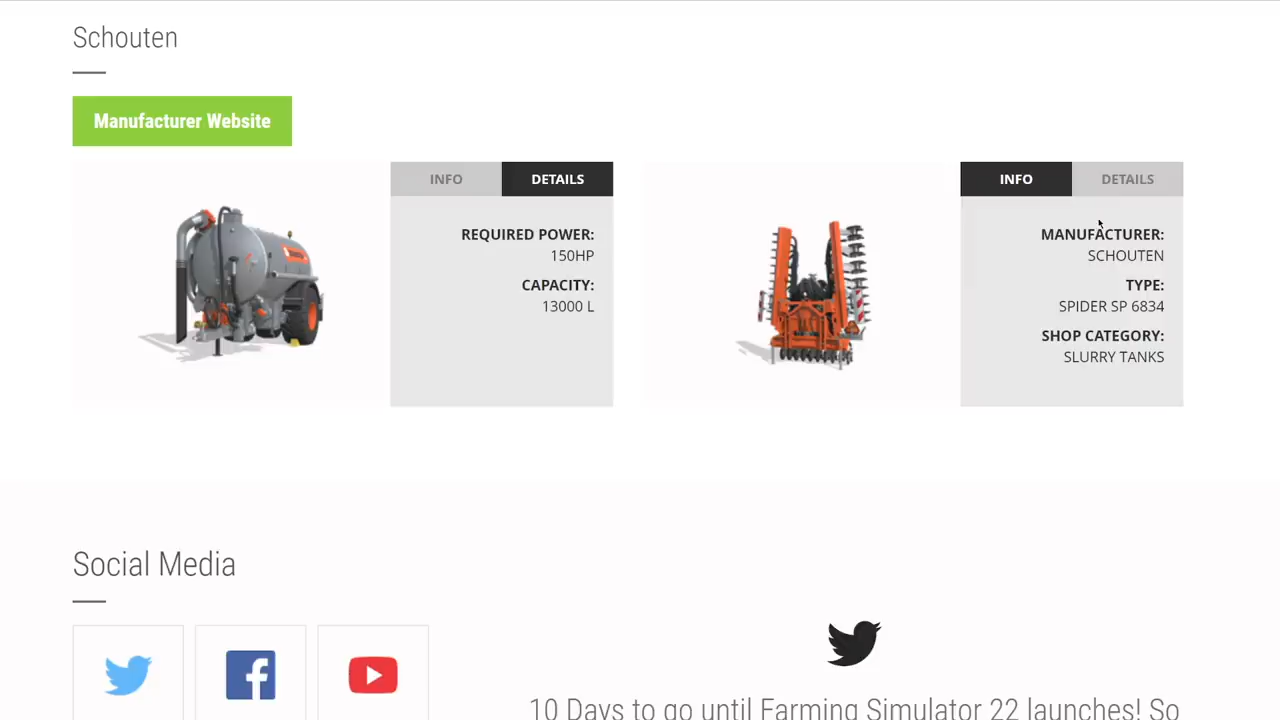 Schouten
Manufacturer Website
INFO
DETAILS
REQUIRED POWER:
150HP
CAPACITY:
13000 L
INFO
DETAILS
MANUFACTURER:
SCHOUTEN
TYPE:
SPIDER SP 6834
SHOP CATEGORY:
SLURRY TANKS
Social Media
10 Days to go until Farming Simulator 22 launches! So